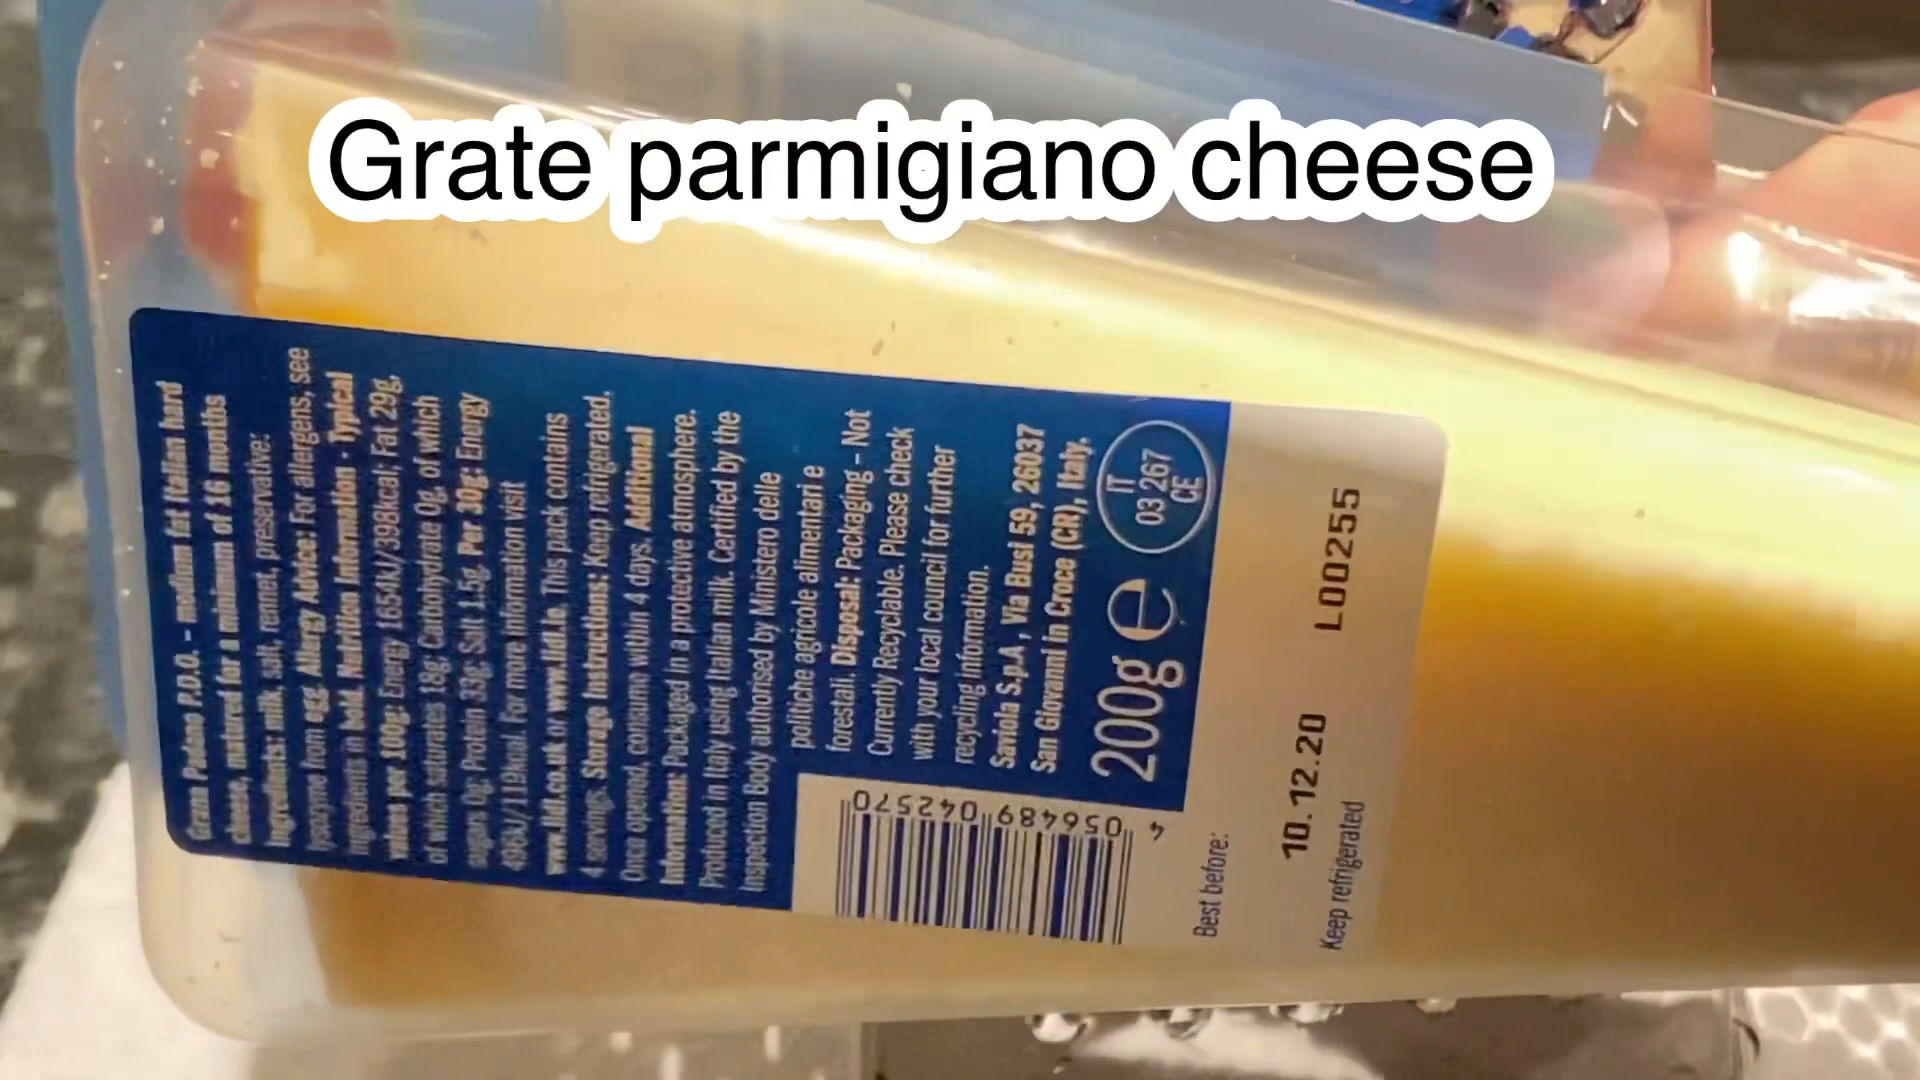 Grate parmigiano cheese
Grana Padano P.D.O. – medium fat Italian hard
cheese, matured for a minimum of 16 months
Ingredients: milk, salt, rennet, preservative:
lysozyme from egg. Allergy Advice: For allergens, see
ingredients in bold. Nutrition Information - Typical
values per 100g: Energy 1654kJ/398kcal; Fat 29g,
of which saturates 18g; Carbohydrate 0g, of which
sugars 0g; Protein 33g; Salt 1.5g. Per 30g: Energy
496kJ/119kcal. For more information visit
www.lidl.co.uk or www.lidl.ie. This pack contains
4 servings. Storage Instructions: Keep refrigerated.
Once opened, consume within 4 days. Additional
Information: Packaged in a protective atmosphere.
Produced in Italy using Italian milk. Certified by the
Inspection Body authorised by Ministero delle
politiche agricole alimentari e
forestali. Disposal: Packaging – Not
Currently Recyclable. Please check
with your local council for further
recycling information.
Saviola S.p.A, Via Busi 59, 26037
San Giovanni in Croce (CR), Italy.
200g e
IT
03 267
CE
4 056489 042570
Best before:
10.12.20 L00255
Keep refrigerated